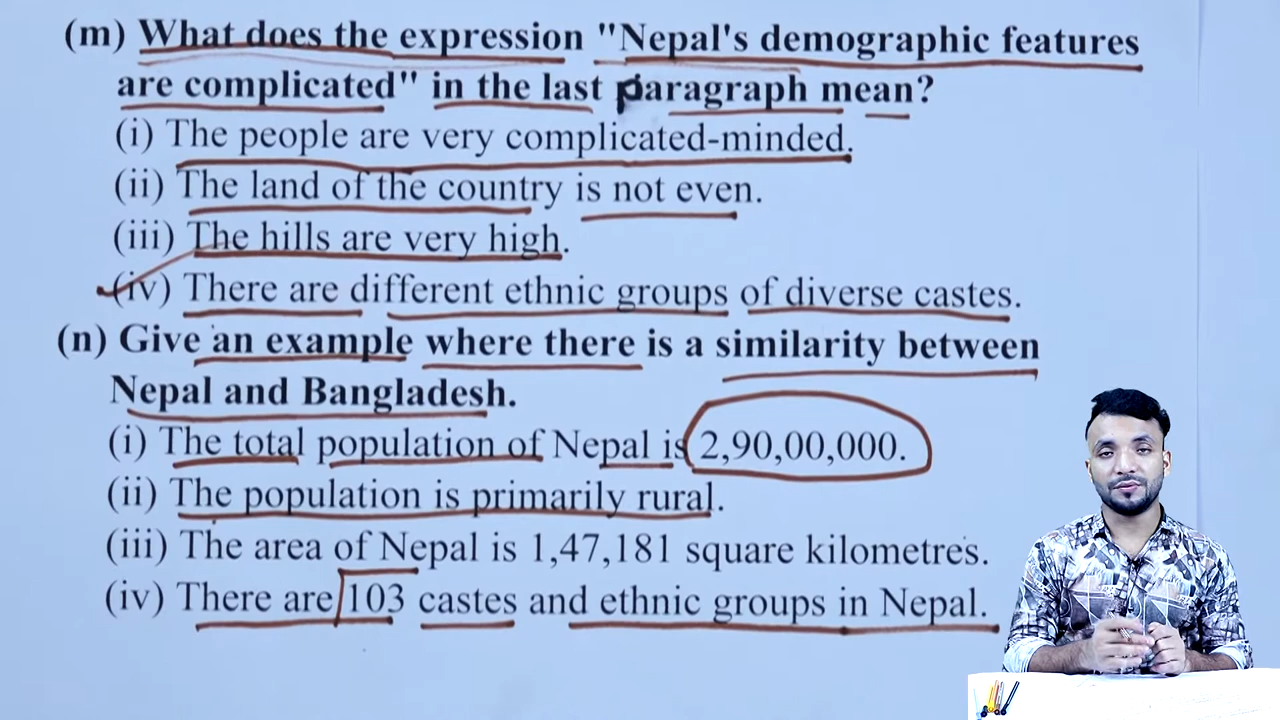 (m) What does the expression "Nepal's demographic features
are complicated" in the last paragraph mean?
(i) The people are very complicated-minded.
(ii) The land of the country is not even.
(iii) The hills are very high.
(iv) There are different ethnic groups of diverse castes.
(n) Give an example where there is a similarity between
Nepal and Bangladesh.
(i) The total population of Nepal is 2,90,00,000.
(ii) The population is primarily rural.
(iii) The area of Nepal is 1,47,181 square kilometres.
(iv) There are 103 castes and ethnic groups in Nepal.